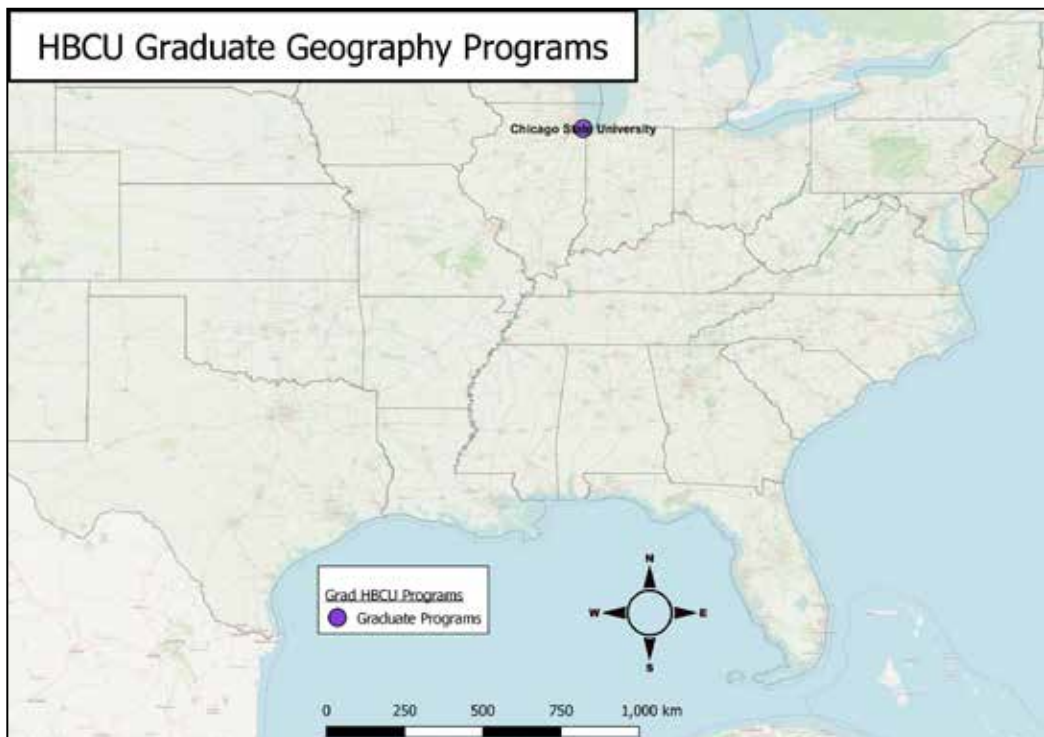 HBCU Graduate Geography Programs
Chicago State University
Grad HBCU Programs
Graduate Programs
N
W E
S
0 250 500 750 1,000 km